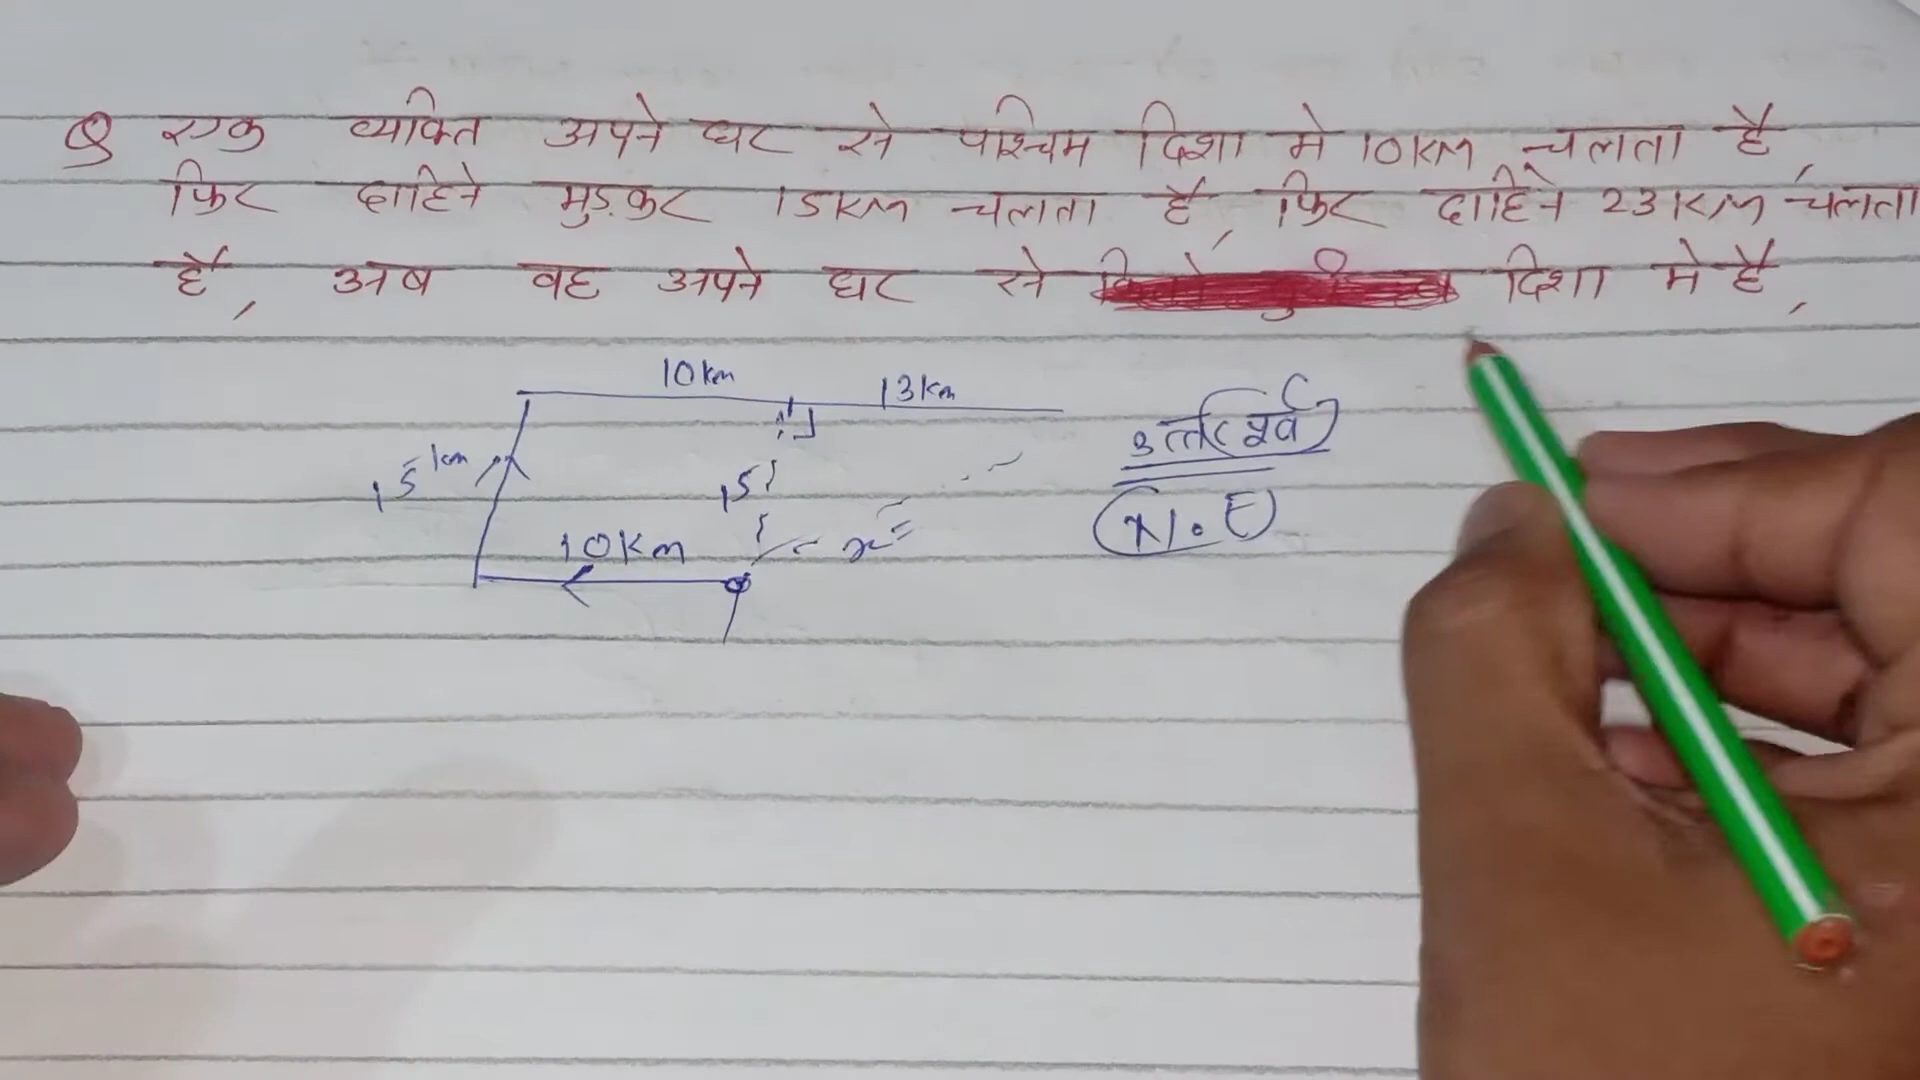 Q एक व्यक्ति अपने घर से पश्चिम दिशा मे 10KM चलता है,
फिर दाहिने मुड़कर 15KM चलता है, फिर दाहिने 23KM चलता
है, अब वह अपने घर से दिशा मे है,
10km 13km
15km
15
10Km
x
उत्तर पूर्व
N.E